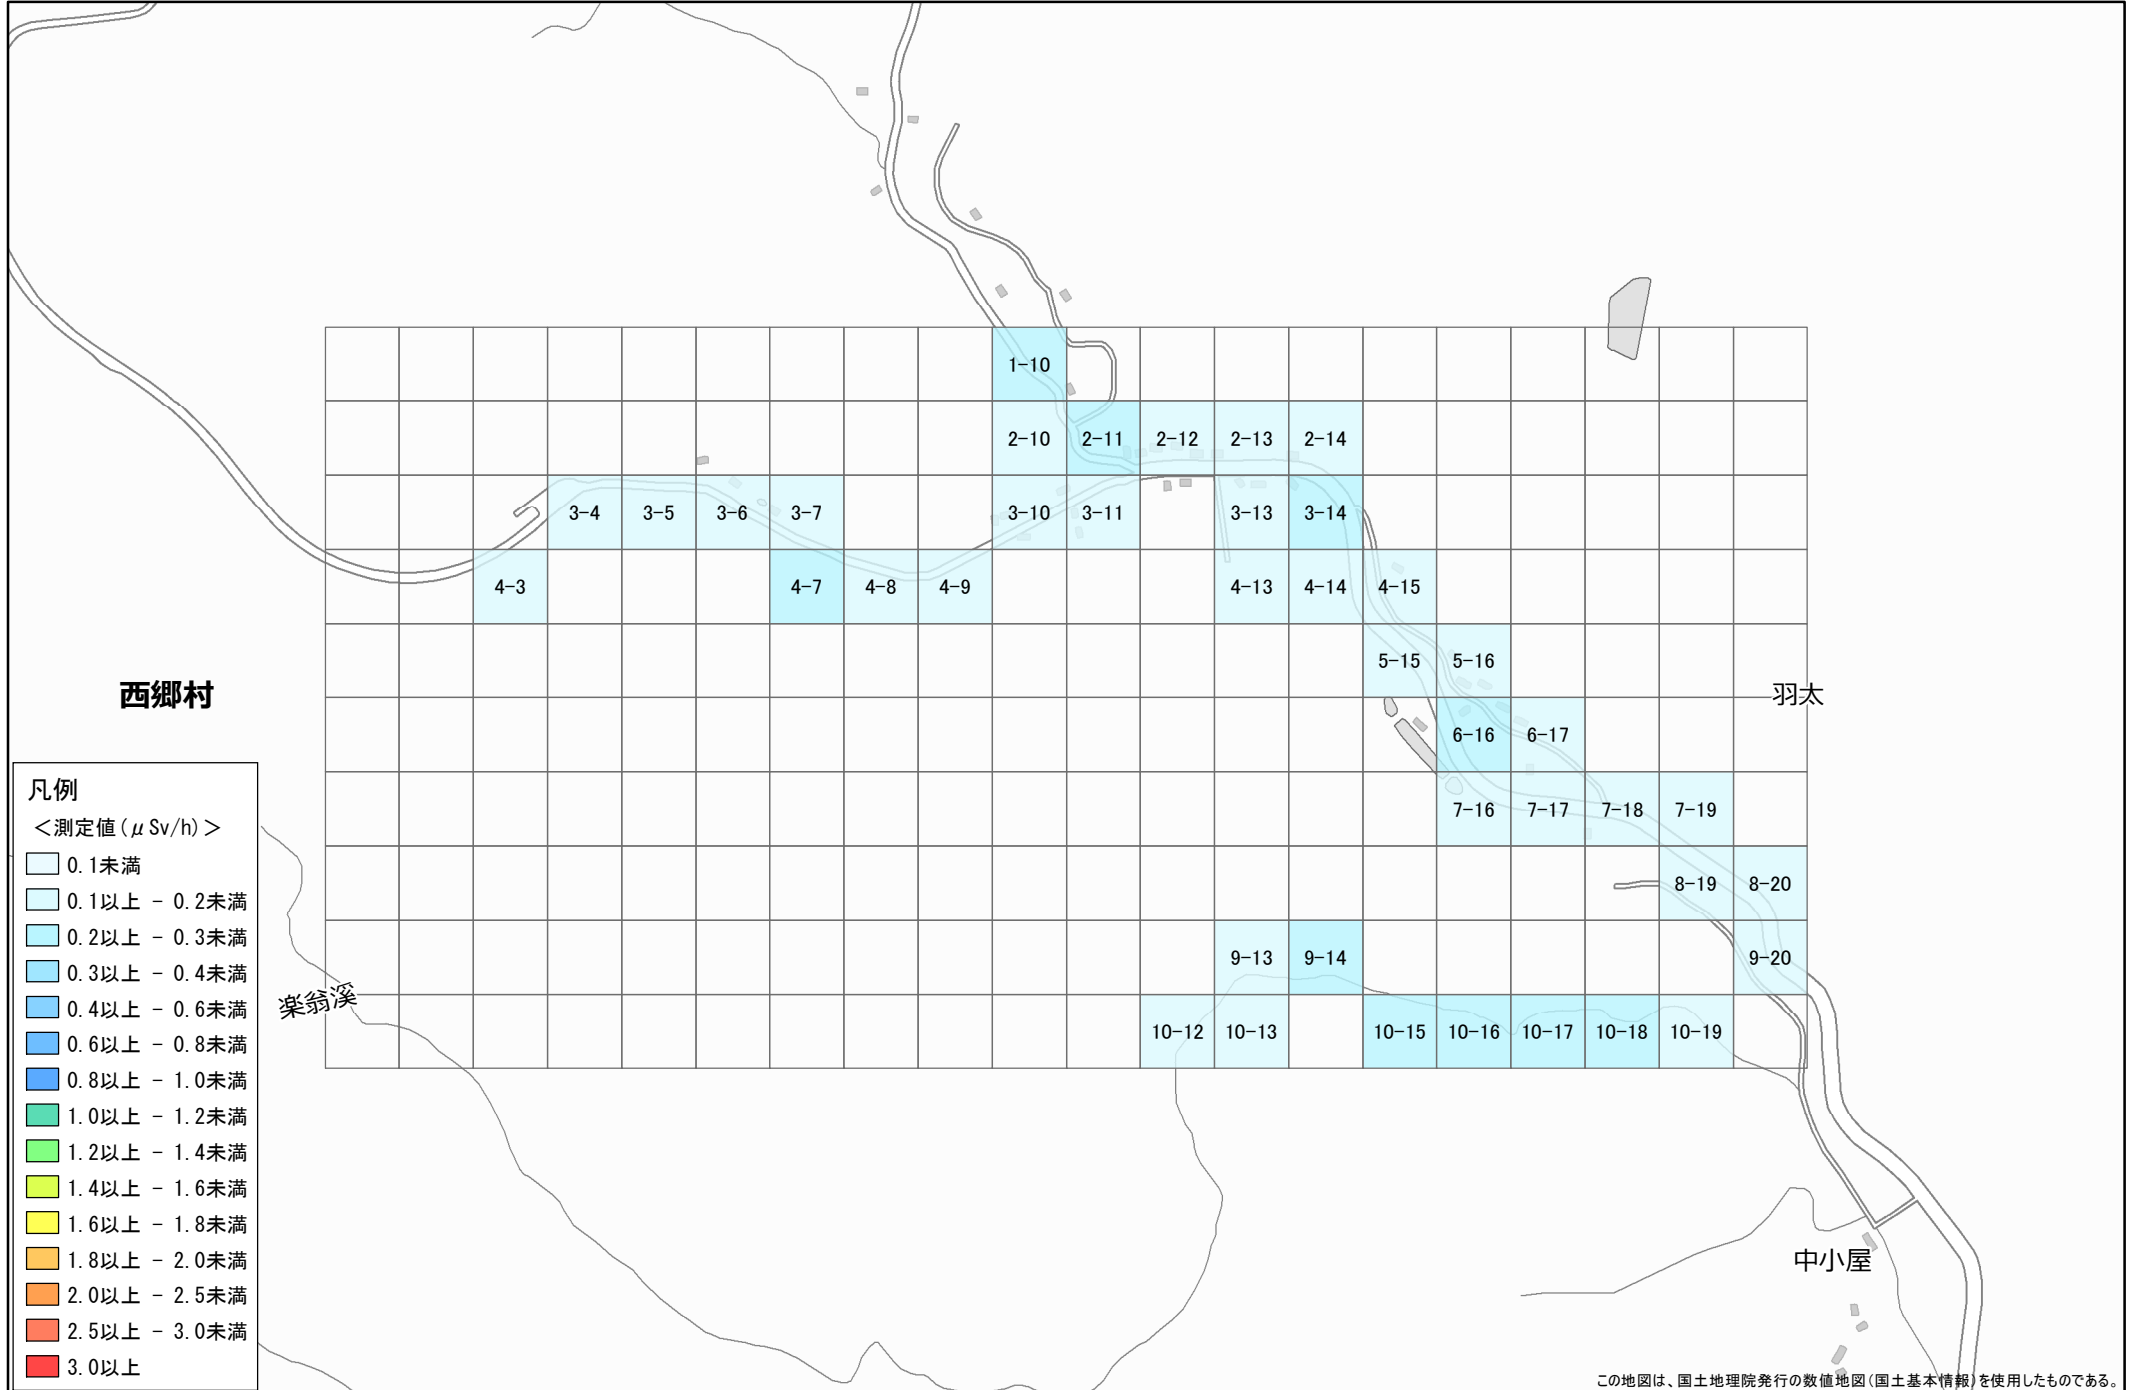 1-10
2-10 2-11 2-12 2-13 2-14
3-4 3-5 3-6 3-7 3-10 3-11 3-13 3-14
4-3 4-7 4-8 4-9 4-13 4-14 4-15
5-15 5-16
西郷村
羽太
6-16 6-17
7-16 7-17 7-18 7-19
8-19 8-20
9-13 9-14 9-20
楽翁溪
10-12 10-13 10-15 10-16 10-17 10-18 10-19
中小屋
凡例
＜測定値(μSv/h)＞
0.1未満
0.1以上 - 0.2未満
0.2以上 - 0.3未満
0.3以上 - 0.4未満
0.4以上 - 0.6未満
0.6以上 - 0.8未満
0.8以上 - 1.0未満
1.0以上 - 1.2未満
1.2以上 - 1.4未満
1.4以上 - 1.6未満
1.6以上 - 1.8未満
1.8以上 - 2.0未満
2.0以上 - 2.5未満
2.5以上 - 3.0未満
3.0以上
この地図は、国土地理院発行の数値地図(国土基本情報)を使用したものである。